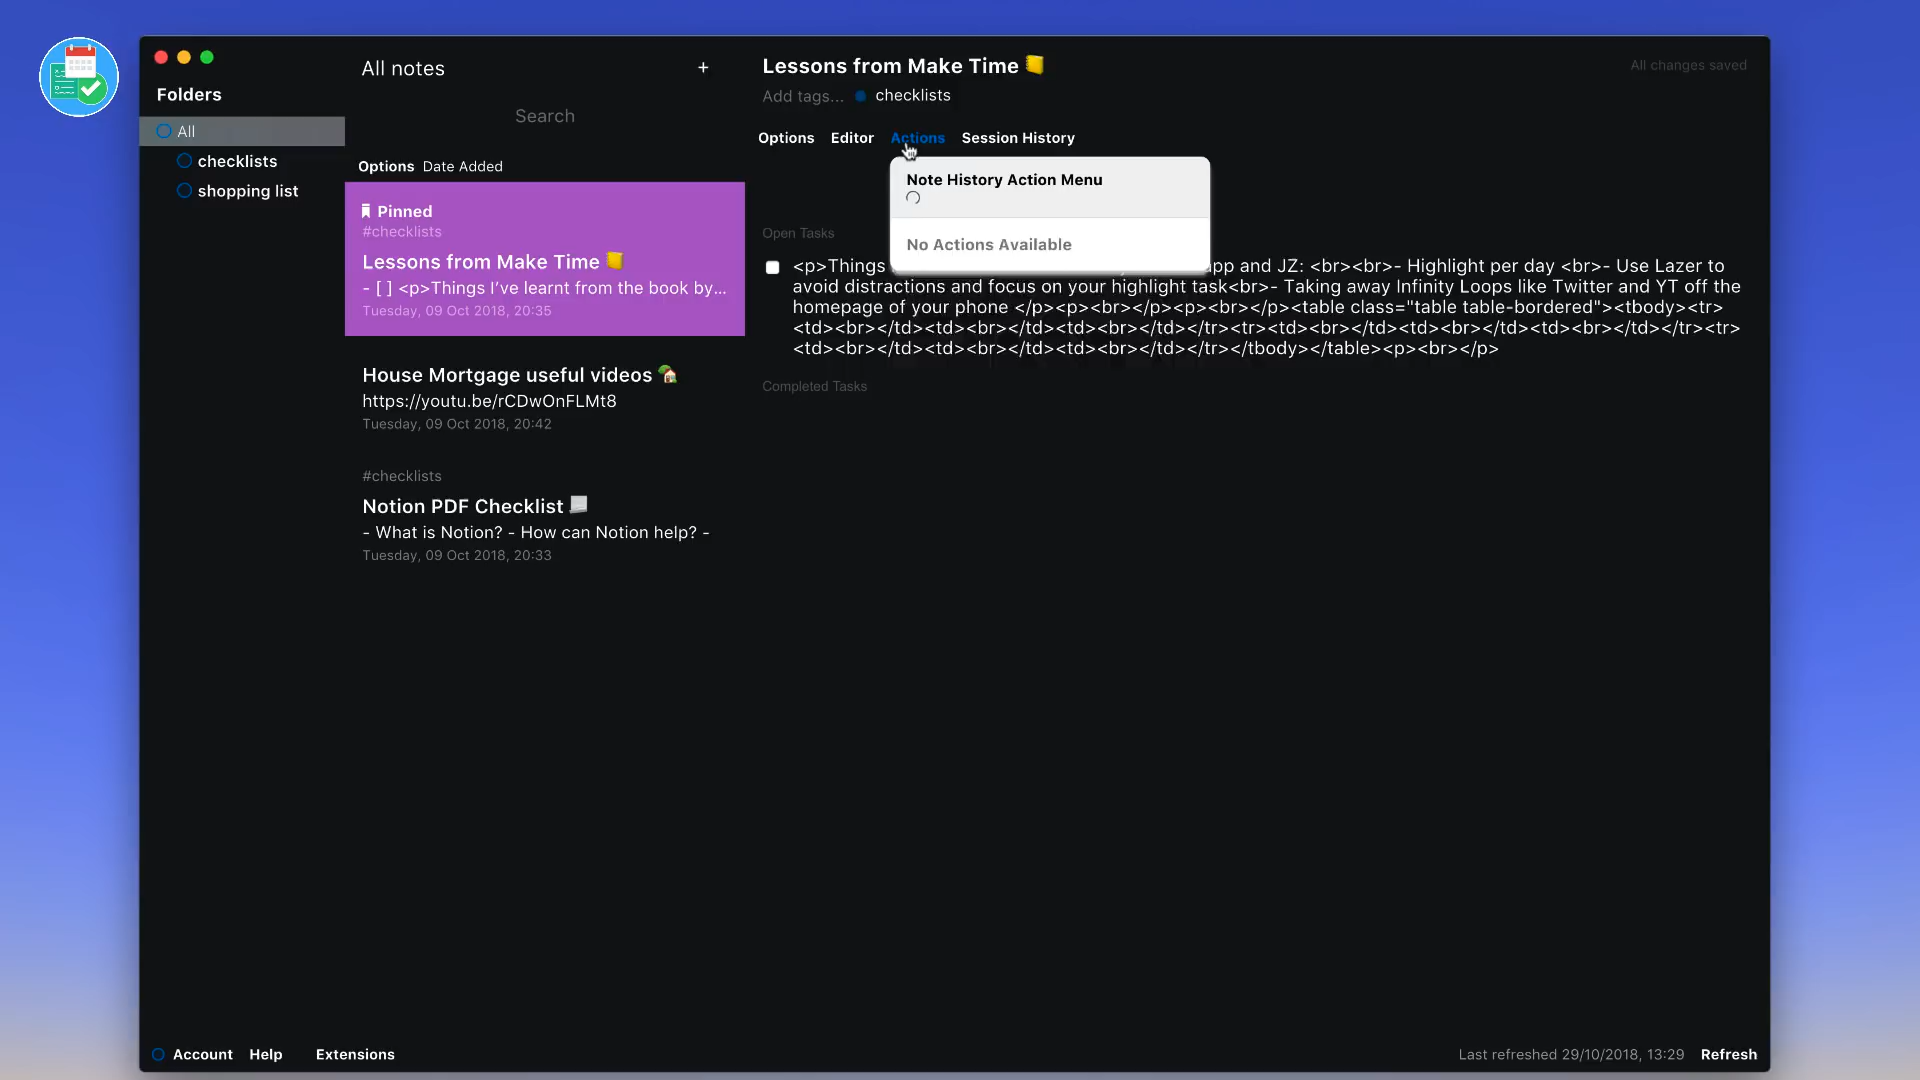 Folders
All
checklists
shopping list
All notes
+
Search
Options Date Added
Pinned
#checklists
Lessons from Make Time
- [ ] <p>Things I've learnt from the book by...
Tuesday, 09 Oct 2018, 20:35
House Mortgage useful videos
https://youtu.be/rCDwOnFLMt8
Tuesday, 09 Oct 2018, 20:42
#checklists
Notion PDF Checklist
- What is Notion? - How can Notion help? -
Tuesday, 09 Oct 2018, 20:33
Lessons from Make Time
All changes saved
Add tags... checklists
Options Editor Actions Session History
Note History Action Menu
No Actions Available
Open Tasks
<p>Things app and JZ: <br><br>- Highlight per day <br>- Use Lazer to
avoid distractions and focus on your highlight task<br>- Taking away Infinity Loops like Twitter and YT off the
homepage of your phone </p><p><br></p><p><br></p><table class="table table-bordered"><tbody><tr>
<td><br></td><td><br></td><td><br></td></tr><tr><td><br></td><td><br></td><td><br></td></tr><tr>
<td><br></td><td><br></td><td><br></td></tr></tbody></table><p><br></p>
Completed Tasks
Account Help Extensions
Last refreshed 29/10/2018, 13:29 Refresh